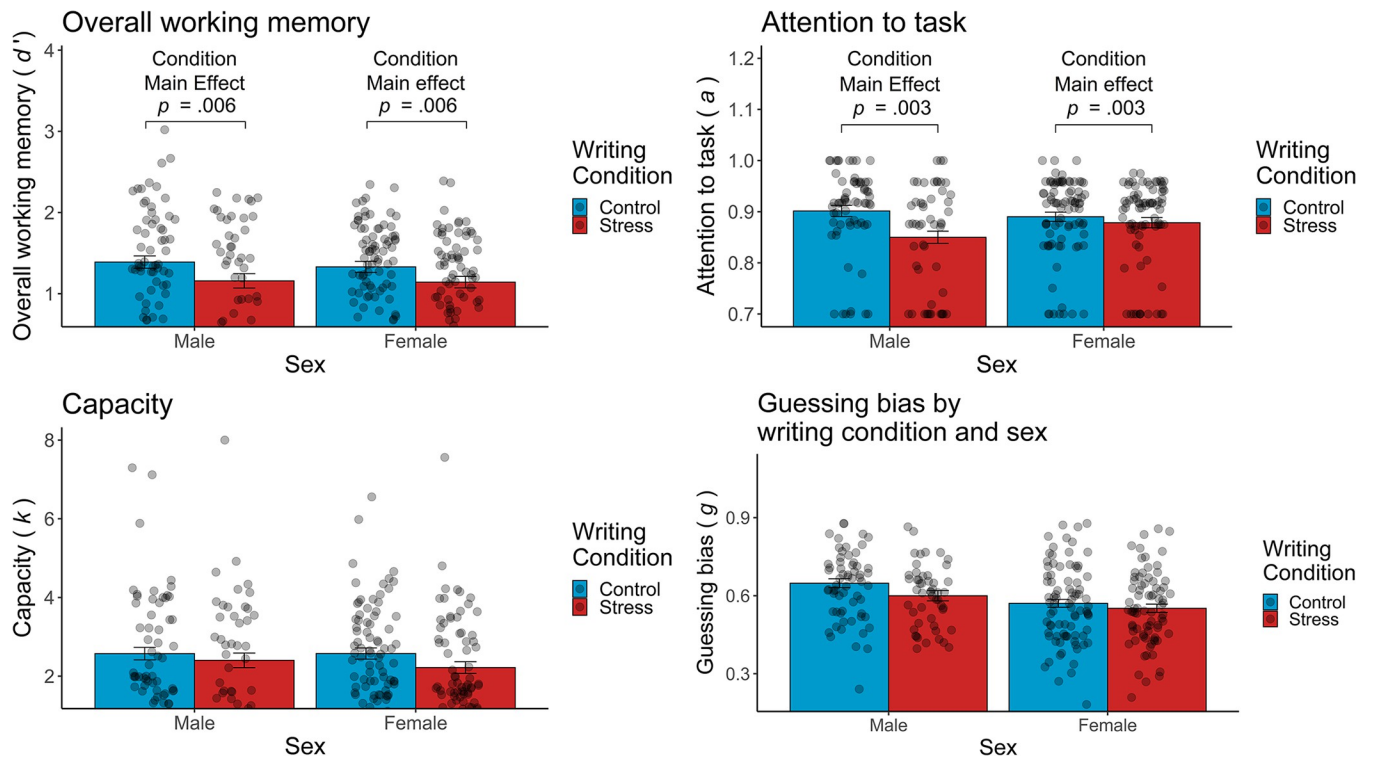 Overall working memory
Overall working memory ( d ')
4
3
2
1
Condition
Main Effect
p = .006
Condition
Main effect
p = .006
Male
Female
Sex
Writing
Condition
Control
Stress
Attention to task
Attention to task ( a )
1.2
1.1
1.0
0.9
0.8
0.7
Condition
Main Effect
p = .003
Condition
Main effect
p = .003
Male
Female
Sex
Writing
Condition
Control
Stress
Capacity
Capacity ( k )
8
6
4
2
Male
Female
Sex
Writing
Condition
Control
Stress
Guessing bias by
writing condition and sex
Guessing bias ( g )
0.9
0.6
0.3
Male
Female
Sex
Writing
Condition
Control
Stress